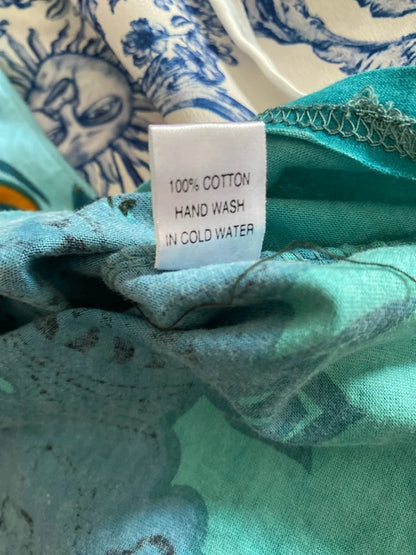 100% COTTON
HAND WASH
IN COLD WATER